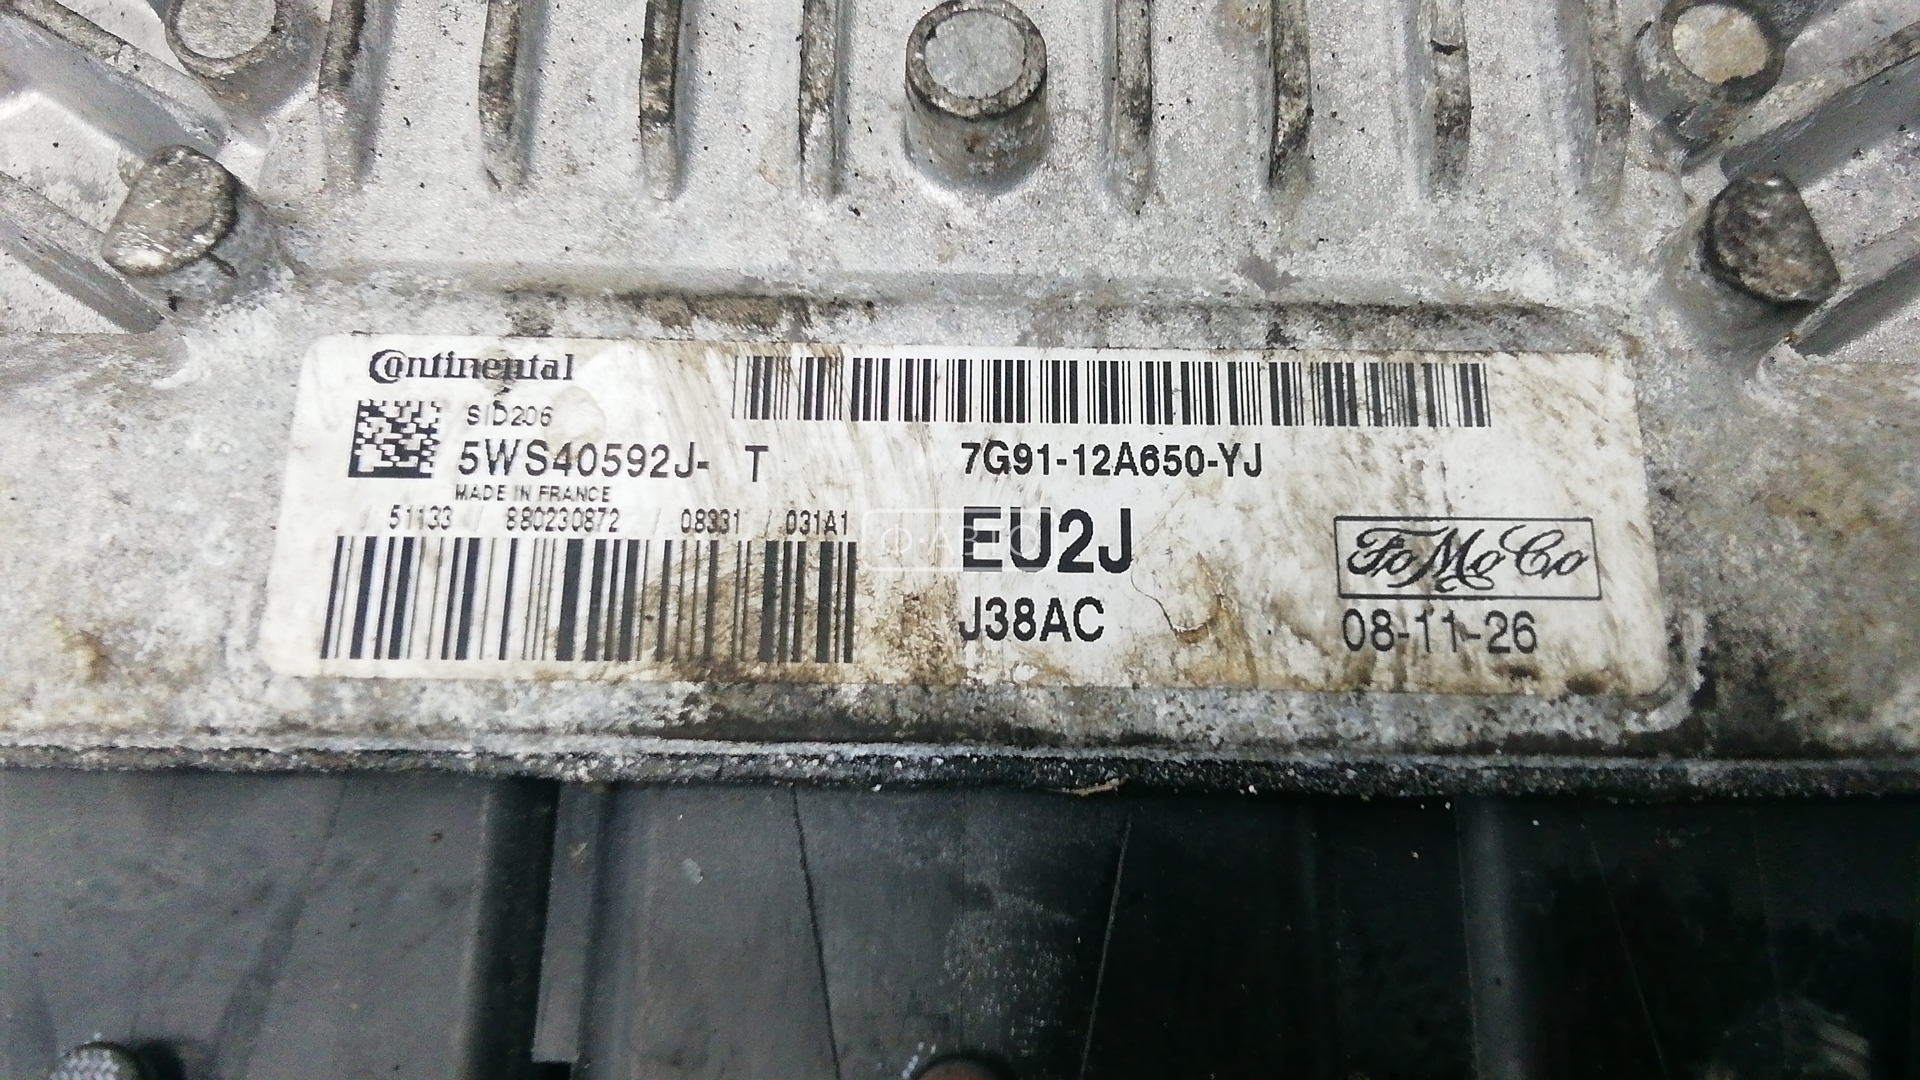 Continental
SID206
5WS40592J- T
MADE IN FRANCE
51133 / 880230872 / 08331 / 031A1
7G91-12A650-YJ
EU2J
J38AC
FoMoCo
08-11-26